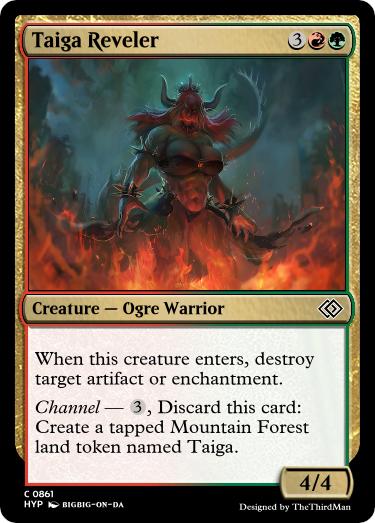 Taiga Reveler 3
Creature — Ogre Warrior
When this creature enters, destroy
target artifact or enchantment.
Channel — 3, Discard this card:
Create a tapped Mountain Forest
land token named Taiga.
4/4
C 0861
HYP BIGBIG-ON-DA
Designed by TheThirdMan